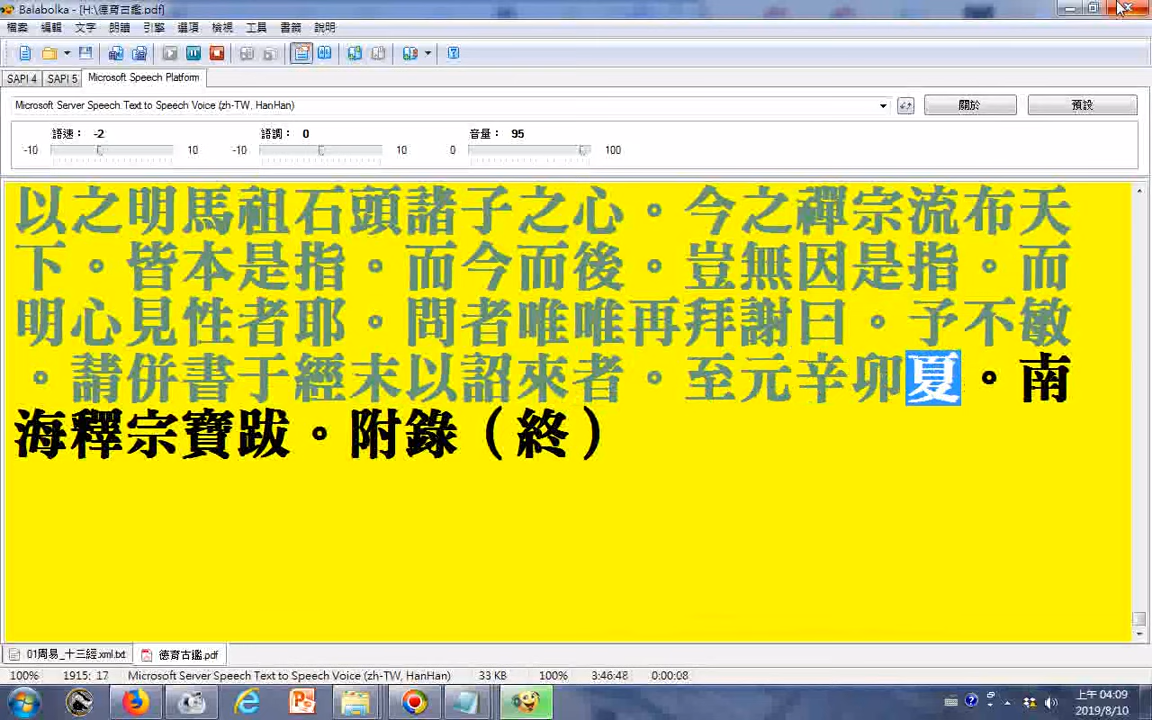 Balabolka - [H:\德育古鑑.pdf]
檔案 編輯 文字 朗讀 引擎 選項 檢視 工具 書籤 說明
SAPI 4 SAPI 5 Microsoft Speech Platform
Microsoft Server Speech Text to Speech Voice (zh-TW, HanHan) 關於 預設
語速： -2 語調： 0 音量： 95
-10 10 -10 10 0 100
以之明馬祖石頭諸子之心。今之禪宗流布天
下。皆本是指。而今而後。豈無因是指。而
明心見性者耶。問者唯唯再拜謝曰。予不敏
。請併書于經末以詔來者。至元辛卯夏。南
海釋宗寶跋。附錄（終）
01周易_十三經.xml.txt 德育古鑑.pdf
100% 1915: 17 Microsoft Server Speech Text to Speech Voice (zh-TW, HanHan) 33 KB 100% 3:46:48 0:00:08
上午 04:09
2019/8/10